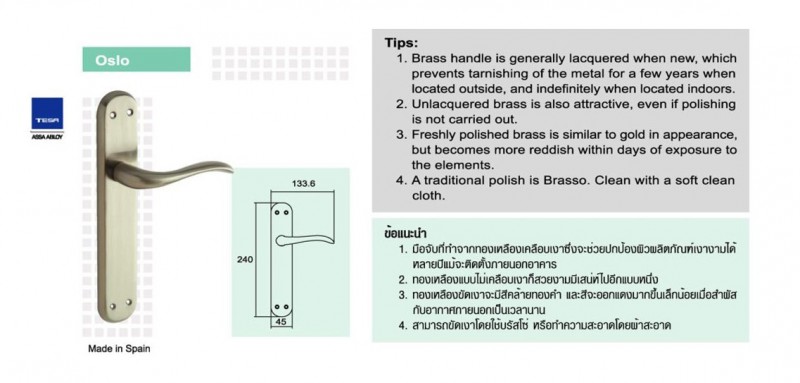 Oslo
TESA
ASSA ABLOY
133.6
240
45
Made in Spain
Tips:
1. Brass handle is generally lacquered when new, which
prevents tarnishing of the metal for a few years when
located outside, and indefinitely when located indoors.
2. Unlacquered brass is also attractive, even if polishing
is not carried out.
3. Freshly polished brass is similar to gold in appearance,
but becomes more reddish within days of exposure to
the elements.
4. A traditional polish is Brasso. Clean with a soft clean
cloth.
ข้อแนะนำ
1. มือจับที่ทำจากทองเหลืองเคลือบเงาซึ่งจะช่วยปกป้องผิวผลิตภัณฑ์เงางามได้
หลายปีแม้จะติดตั้งภายนอกอาคาร
2. ทองเหลืองแบบไม่เคลือบเงาก็สวยงามมีเสน่ห์ไปอีกแบบหนึ่ง
3. ทองเหลืองขัดเงาจะมีสีคล้ายทองคำ และสีจะออกแดงมากขึ้นเล็กน้อยเมื่อสัมผัส
กับอากาศภายนอกเป็นเวลานาน
4. สามารถขัดเงาโดยใช้บรัสโซ่ หรือทำความสะอาดโดยผ้าสะอาด